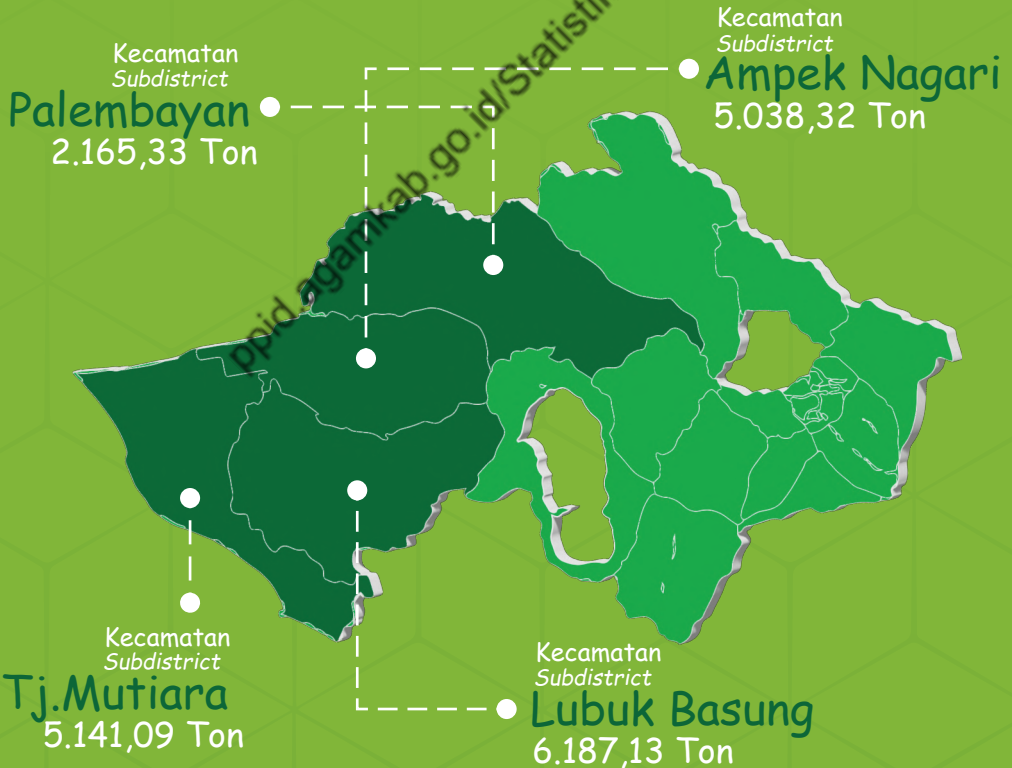 Kecamatan
Subdistrict
Palembayan
2.165,33 Ton
Kecamatan
Subdistrict
Ampek Nagari
5.038,32 Ton
ppid.agamkab.go.id/Statistik
Kecamatan
Subdistrict
Tj.Mutiara
5.141,09 Ton
Kecamatan
Subdistrict
Lubuk Basung
6.187,13 Ton